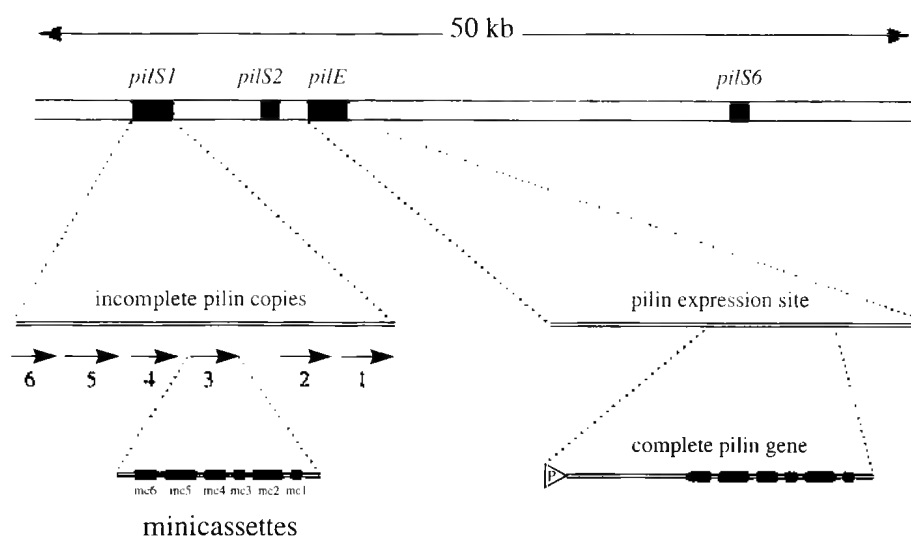 50 kb
pilS1 pilS2 pilE pilS6
incomplete pilin copies
pilin expression site
6 5 4 3 2 1
complete pilin gene
P
mc6 mc5 mc4 mc3 mc2 mc1
minicassettes